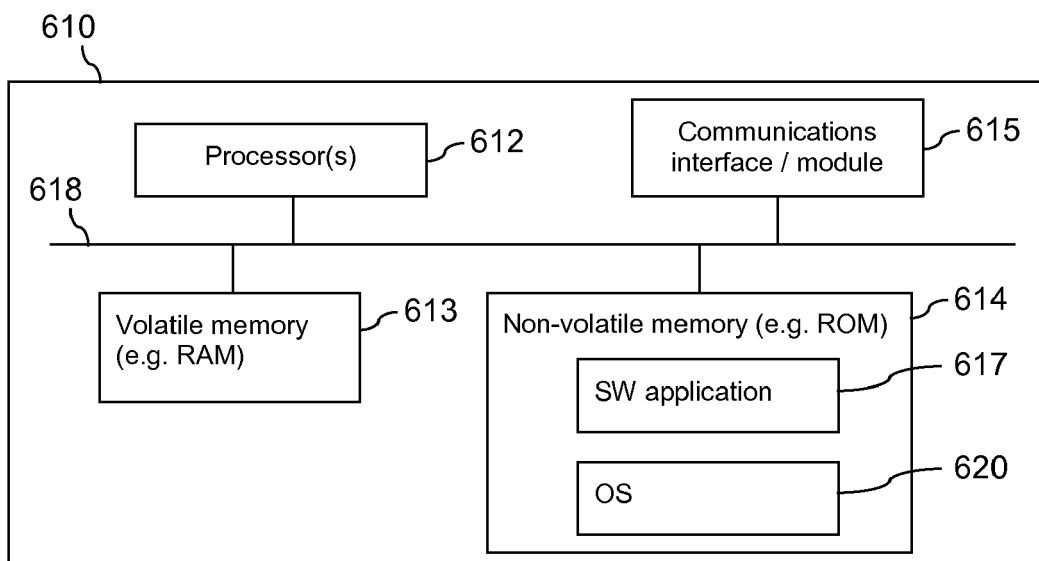 610
Processor(s)
612
Communications
interface / module
615
618
Volatile memory
(e.g. RAM)
613
Non-volatile memory (e.g. ROM)
614
SW application
617
OS
620